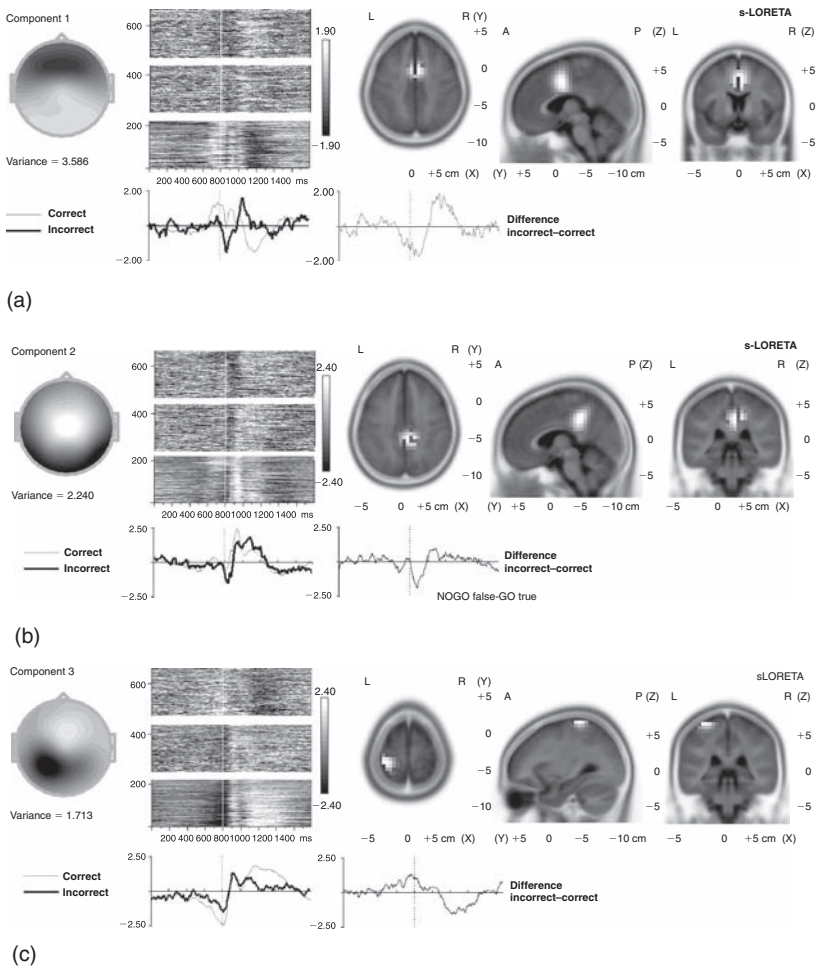 Component 1
600
400
200
200 400 600 800 1000 1200 1400 ms
1.90
−1.90
Variance = 3.586
L R (Y)
+5
0
−5
−10
0 +5 cm (X)
A P (Z)
+5
0
−5
(Y) +5 0 −5 −10 cm
s-LORETA
L R (Z)
+5
0
−5
−5 0 +5 cm (X)
Correct
Incorrect
2.00
−2.00
2.00
−2.00
Difference
incorrect–correct
(a)
Component 2
600
400
200
200 400 600 800 1000 1200 1400 ms
2.40
−2.40
Variance = 2.240
L R (Y)
+5
0
−5
−10
−5 0 +5 cm (X)
A P (Z)
+5
0
−5
(Y) +5 0 −5 −10 cm
s-LORETA
L R (Z)
+5
0
−5
−5 0 +5 cm (X)
Correct
Incorrect
2.50
−2.50
2.50
−2.50
Difference
incorrect–correct
NOGO false-GO true
(b)
Component 3
600
400
200
200 400 600 800 1000 1200 1400 ms
2.40
−2.40
Variance = 1.713
L R (Y)
+5
0
−5
−10
−5 0 +5 cm (X)
A P (Z)
+5
0
−5
(Y) +5 0 −5 −10 cm
sLORETA
L R (Z)
+5
0
−5
−5 0 +5 cm (X)
Correct
Incorrect
2.50
−2.50
2.50
−2.50
Difference
incorrect–correct
(c)